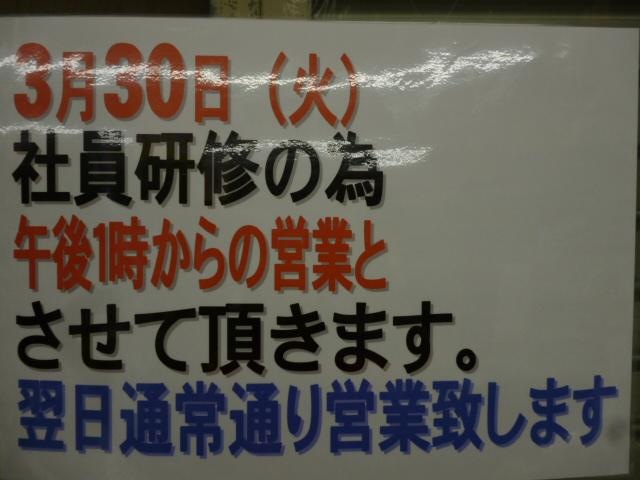 3月30日（火）
社員研修の為
午後1時からの営業と
させて頂きます。
翌日通常通り営業致します